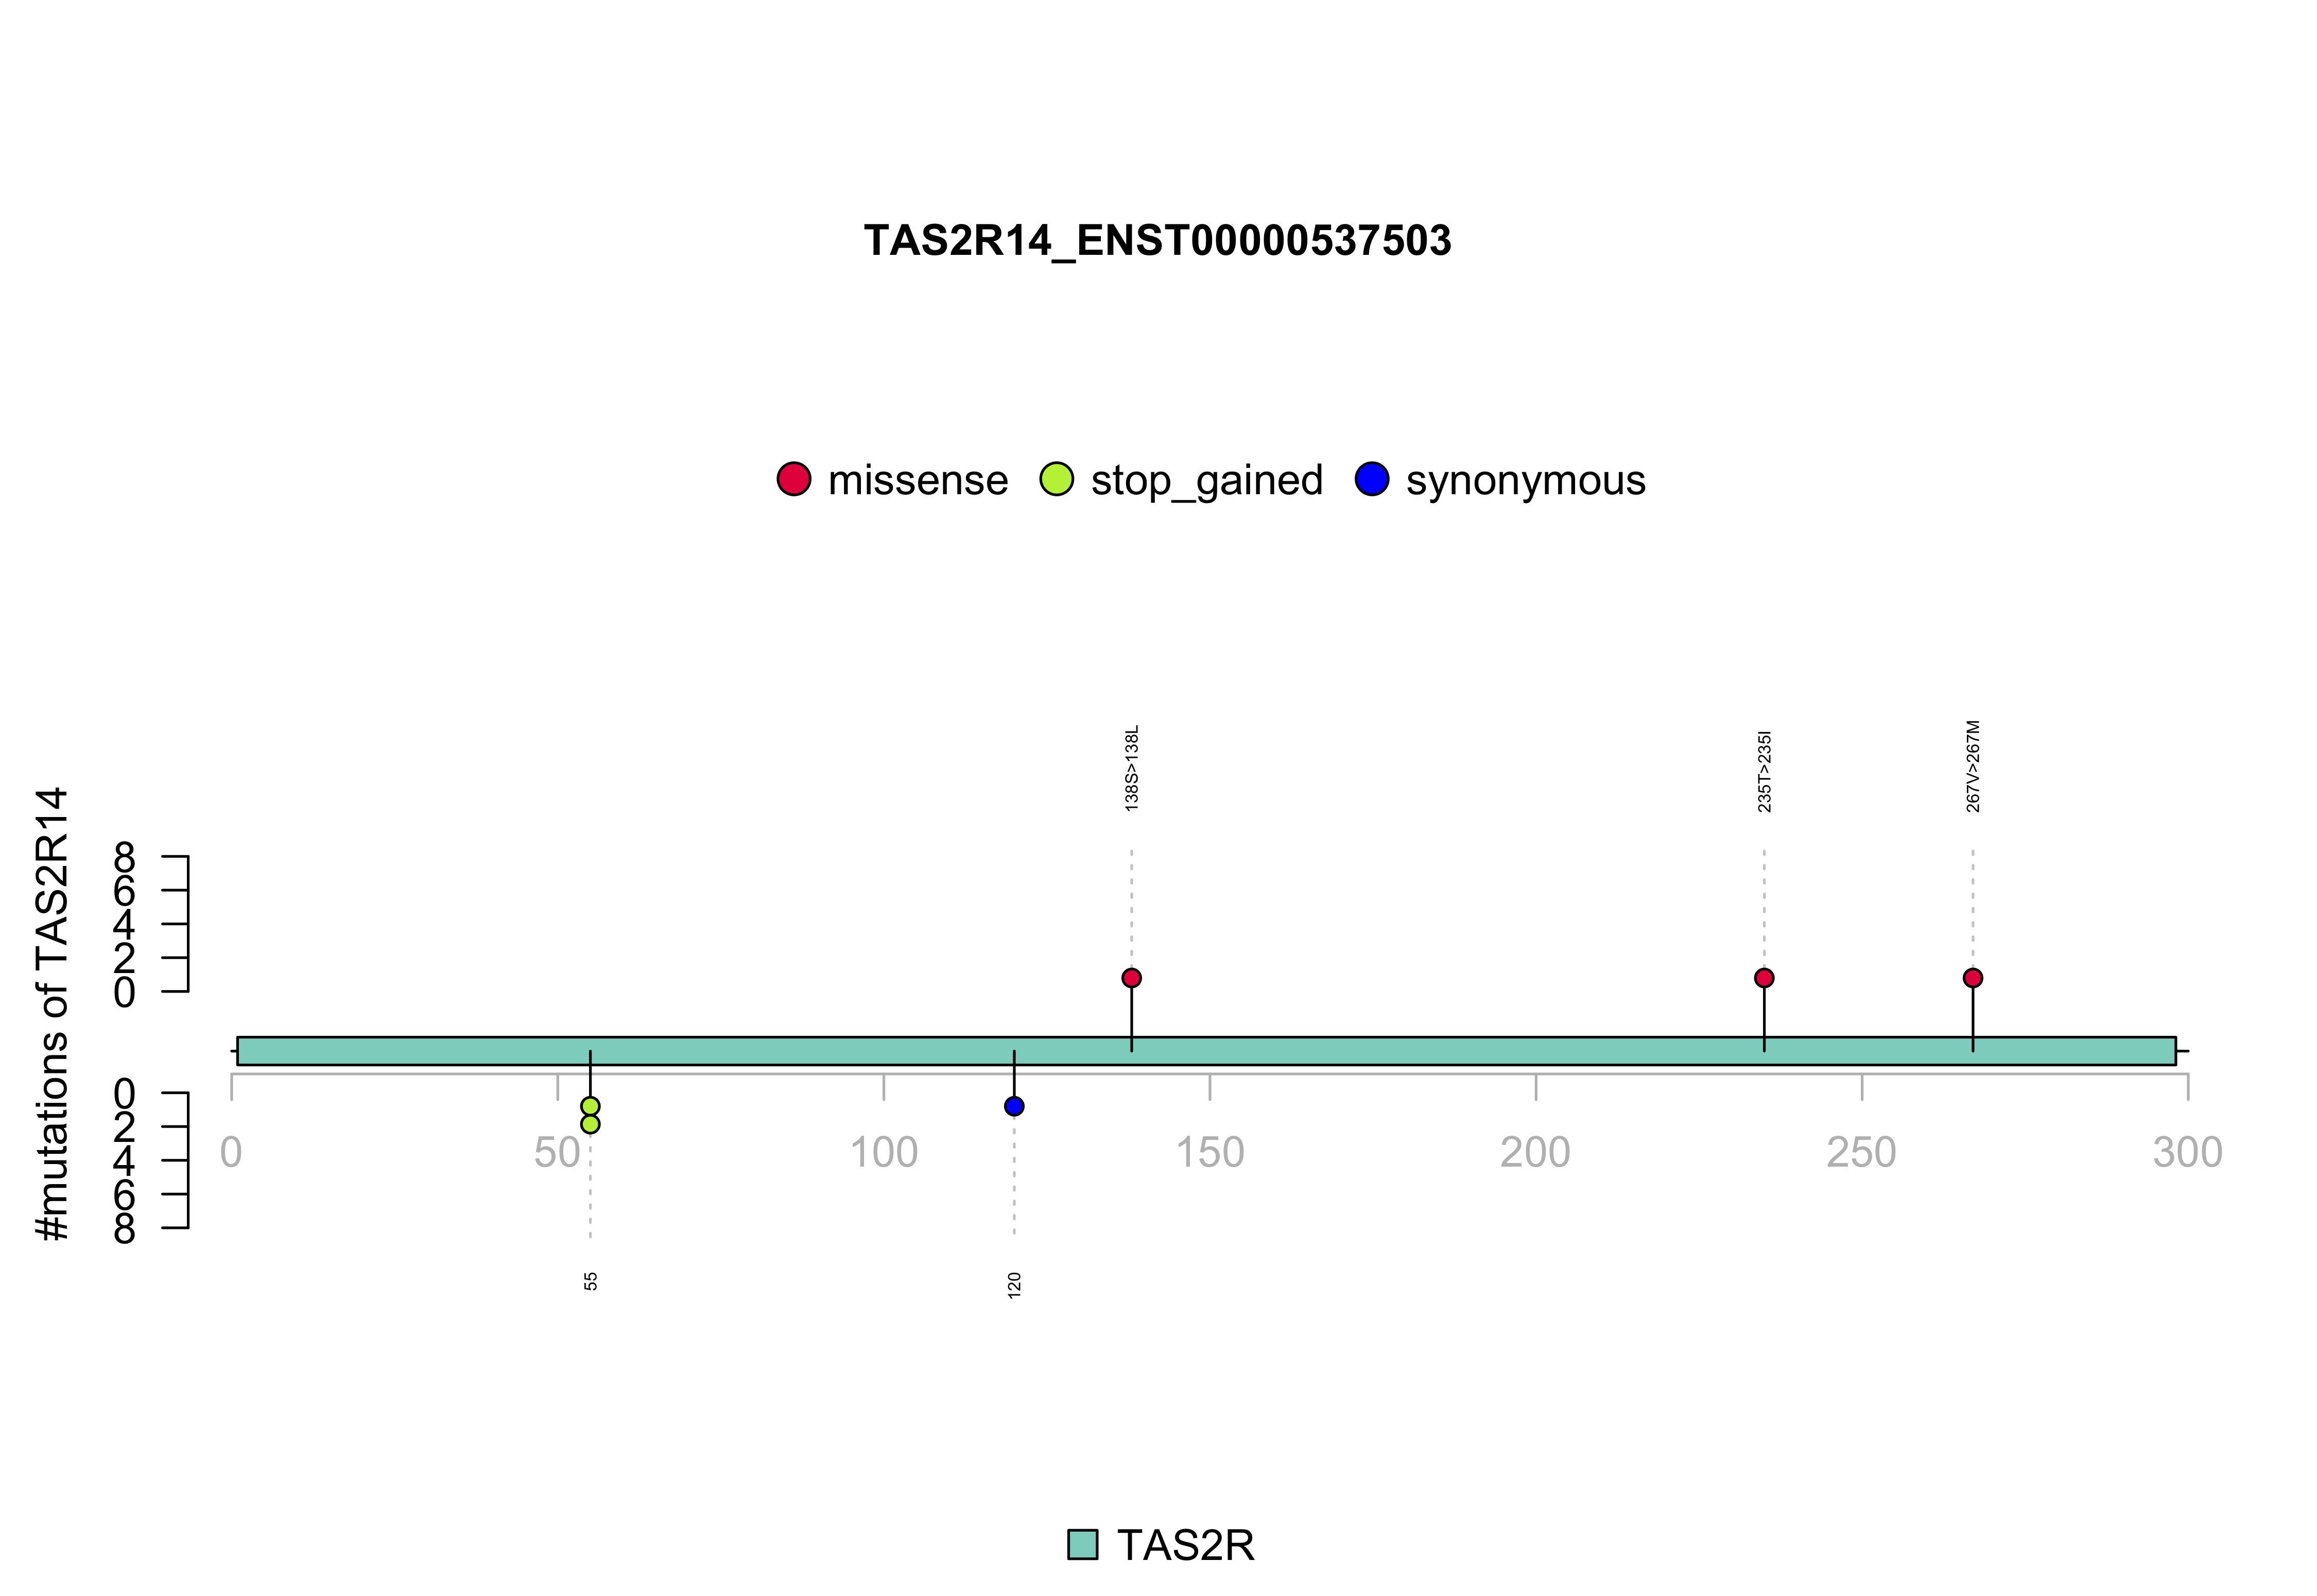 TAS2R14_ENST00000537503
missense stop_gained synonymous
138S>138L 235T>235I 267V>267M
#mutations of TAS2R14
8
6
4
2
0
0
2
4
6
8
0 50 100 150 200 250 300
55 120
TAS2R